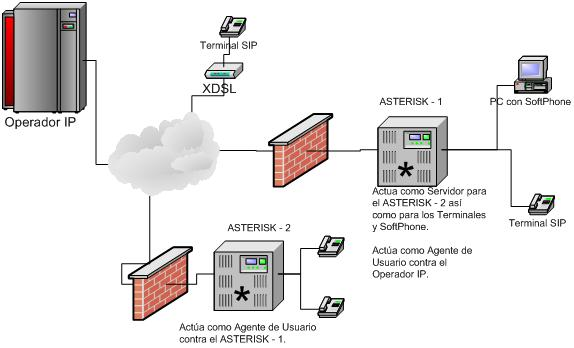 Terminal SIP
XDSL
Operador IP
ASTERISK - 1
PC con SoftPhone
*
Actua como Servidor para
el ASTERISK - 2 así
como para los Terminales
y SoftPhone.
Actúa como Agente de
Usuario contra el
Operador IP.
Terminal SIP
ASTERISK - 2
*
Actúa como Agente de Usuario
contra el ASTERISK - 1.